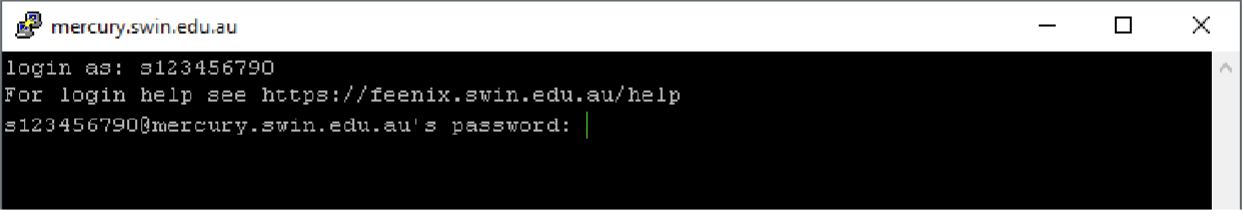 mercury.swin.edu.au
login as: s123456790
For login help see https://feenix.swin.edu.au/help
s123456790@mercury.swin.edu.au's password: